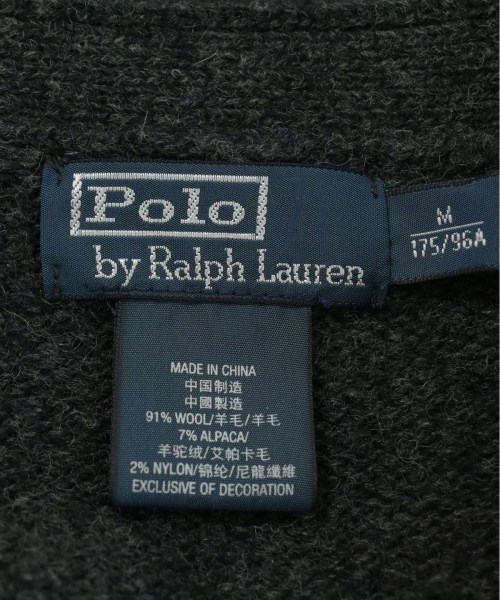 Polo
by Ralph Lauren
M
175/96A
MADE IN CHINA
中国制造
中國製造
91% WOOL/羊毛/羊毛
7% ALPACA/
羊驼绒/艾帕卡毛
2% NYLON/锦纶/尼龍纖維
EXCLUSIVE OF DECORATION